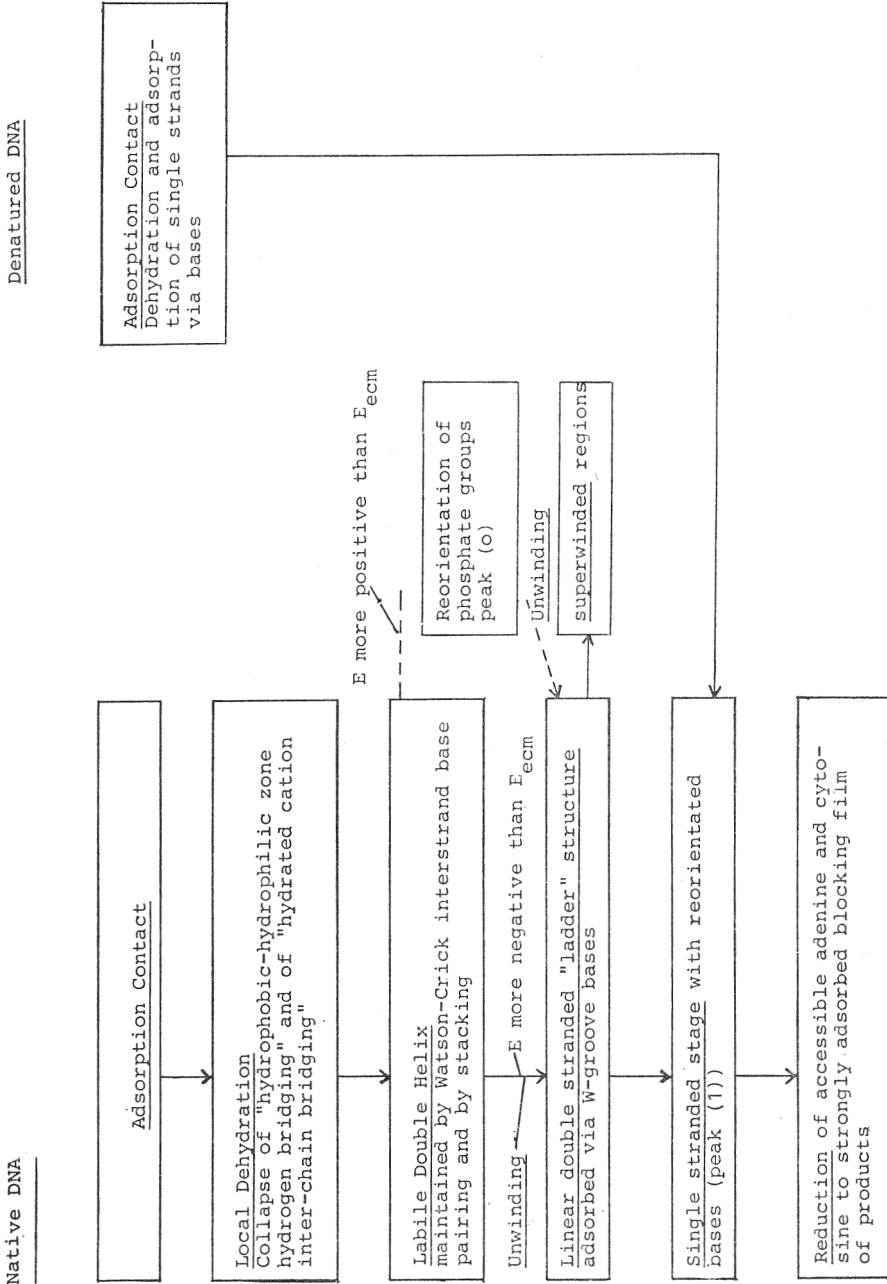 Native DNA
Denatured DNA
Adsorption Contact
Adsorption Contact
Dehydration and adsorp-
tion of single strands
via bases
Local Dehydration
Collapse of "hydrophobic-hydrophilic zone
hydrogen bridging" and of "hydrated cation
inter-chain bridging"
E more positive than Eecm
Labile Double Helix
maintained by Watson-Crick interstrand base
pairing and by stacking
Reorientation of
phosphate groups
peak (o)
Unwinding
E more negative than Eecm
Unwinding
Linear double stranded "ladder" structure
adsorbed via W-groove bases
superwinded regions
Single stranded stage with reorientated
bases (peak (1))
Reduction of accessible adenine and cyto-
sine to strongly adsorbed blocking film
of products